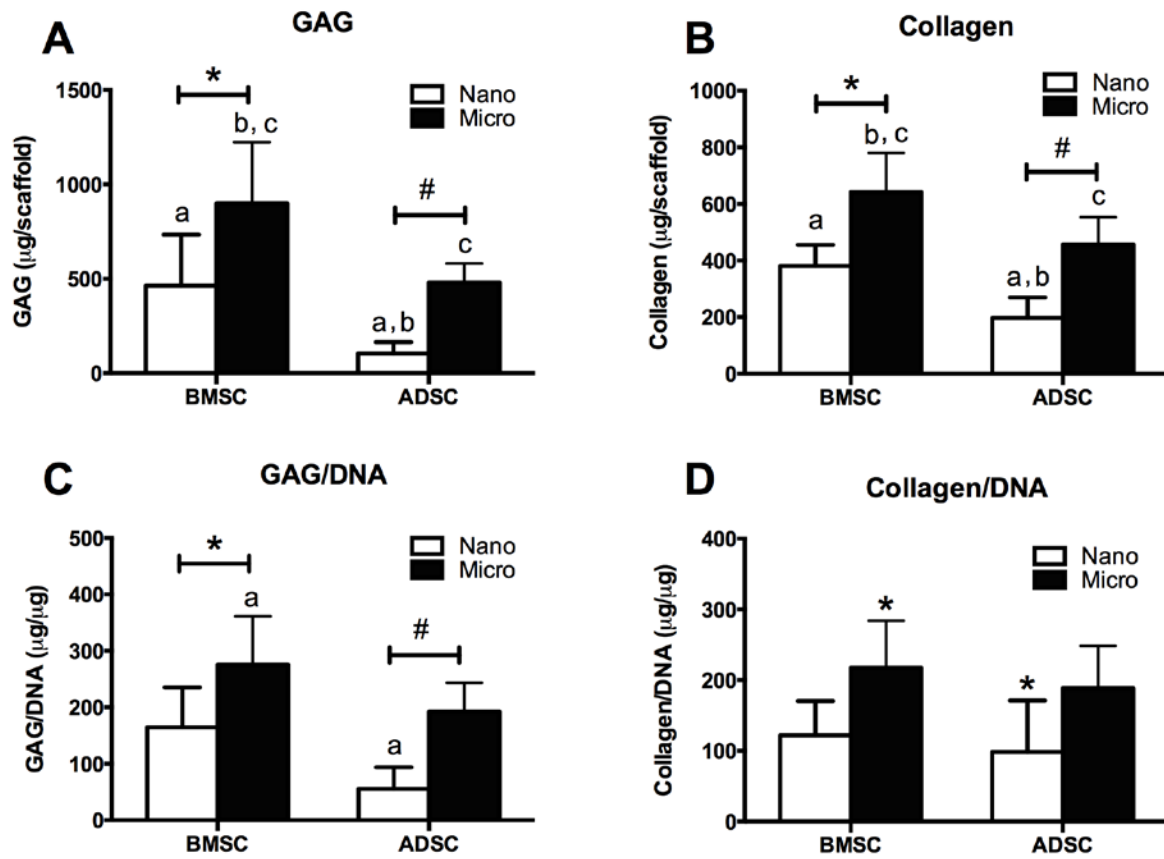 A
GAG
GAG (μg/scaffold)
1500
1000
500
0
*
b, c
a
#
c
a,b
Nano
Micro
BMSC
ADSC
B
Collagen
Collagen (μg/scaffold)
1000
800
600
400
200
0
*
b, c
a
#
c
a,b
Nano
Micro
BMSC
ADSC
C
GAG/DNA
GAG/DNA (μg/μg)
500
400
300
200
100
0
*
a
#
a
Nano
Micro
BMSC
ADSC
D
Collagen/DNA
Collagen/DNA (μg/μg)
400
300
200
100
0
*
*
Nano
Micro
BMSC
ADSC